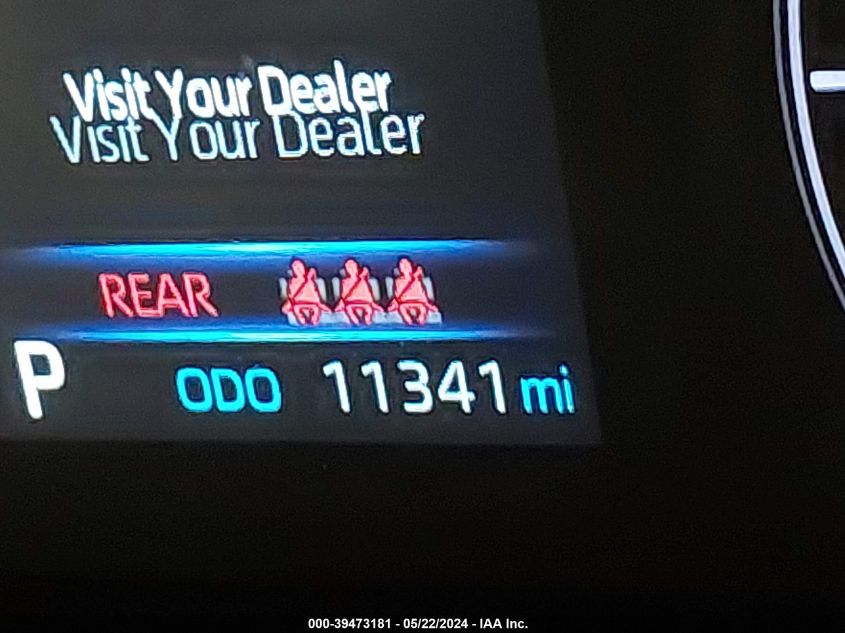 Visit Your Dealer
Visit Your Dealer
REAR
P ODO 11341 mi
000-39473181 - 05/22/2024 - IAA Inc.